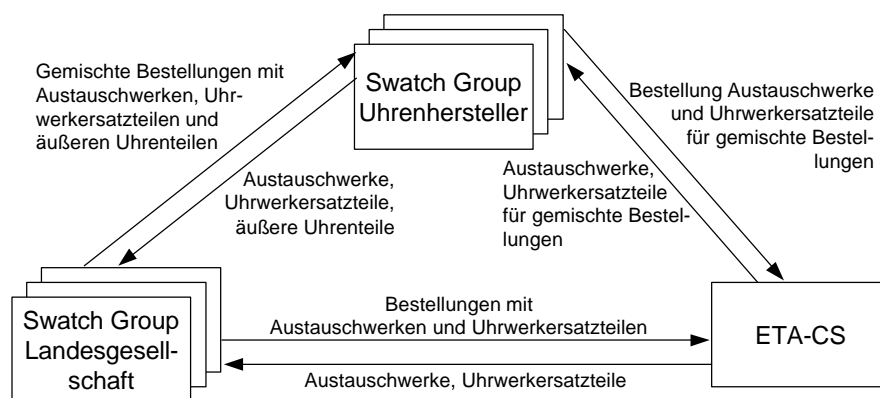 Gemischte Bestellungen mit
Austauschwerken, Uhr-
werkersatzteilen und
äußeren Uhrenteilen
Swatch Group
Uhrenhersteller
Bestellung Austauschwerke
und Uhrwerkersatzteile
für gemischte Bestel-
lungen
Austauschwerke,
Uhrwerkersatzteile,
äußere Uhrenteile
Austauschwerke,
Uhrwerkersatzteile
für gemischte Bestel-
lungen
Swatch Group
Landesgesell-
schaft
Bestellungen mit
Austauschwerken und Uhrwerkersatzteilen
Austauschwerke, Uhrwerkersatzteile
ETA-CS